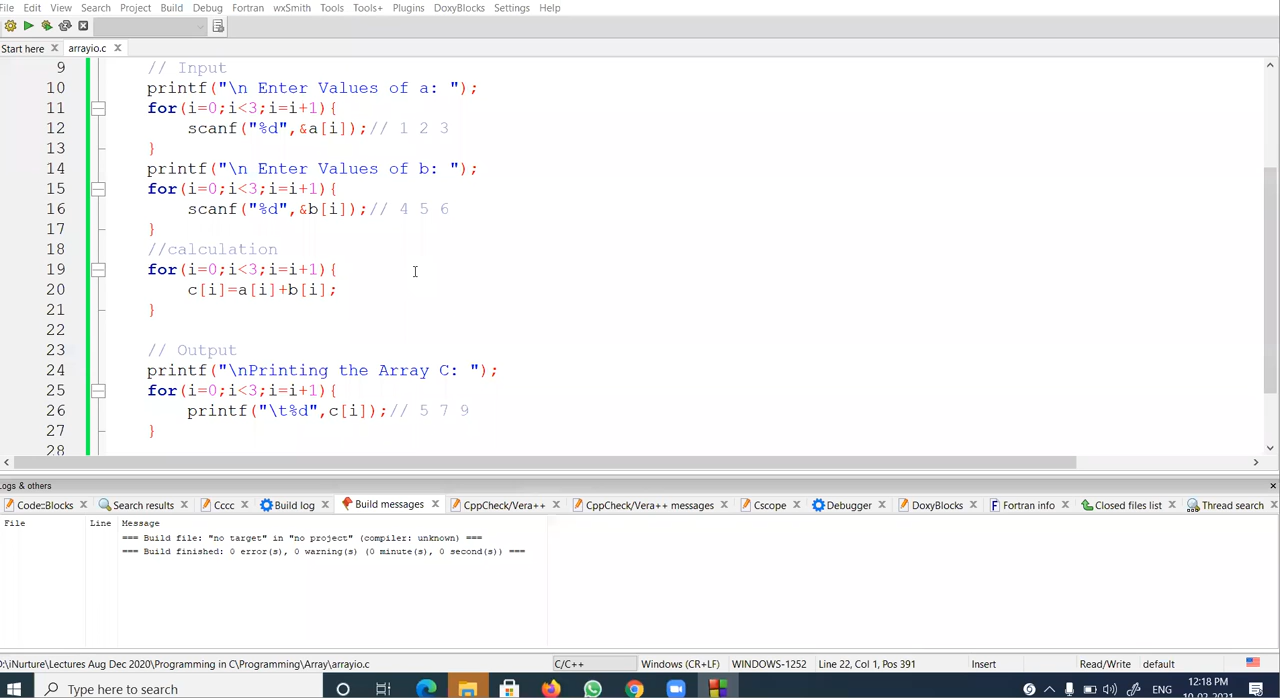 File Edit View Search Project Build Debug Fortran wxSmith Tools Tools+ Plugins DoxyBlocks Settings Help
Start here arrayio.c
9 // Input
10 printf("\n Enter Values of a: ");
11 for(i=0;i<3;i=i+1){
12 scanf("%d",&a[i]);// 1 2 3
13 }
14 printf("\n Enter Values of b: ");
15 for(i=0;i<3;i=i+1){
16 scanf("%d",&b[i]);// 4 5 6
17 }
18 //calculation
19 for(i=0;i<3;i=i+1){
20 c[i]=a[i]+b[i];
21 }
22
23 // Output
24 printf("\nPrinting the Array C: ");
25 for(i=0;i<3;i=i+1){
26 printf("\t%d",c[i]);// 5 7 9
27 }
28
Logs & others
Code::Blocks Search results Cccc Build log Build messages CppCheck/Vera++ CppCheck/Vera++ messages Cscope Debugger DoxyBlocks Fortran info Closed files list Thread search
File Line Message
=== Build file: "no target" in "no project" (compiler: unknown) ===
=== Build finished: 0 error(s), 0 warning(s) (0 minute(s), 0 second(s)) ===
:\iNurture\Lectures Aug Dec 2020\Programming in C\Programming\Array\arrayio.c C/C++ Windows (CR+LF) WINDOWS-1252 Line 22, Col 1, Pos 391 Insert Read/Write default
Type here to search ENG 12:18 PM